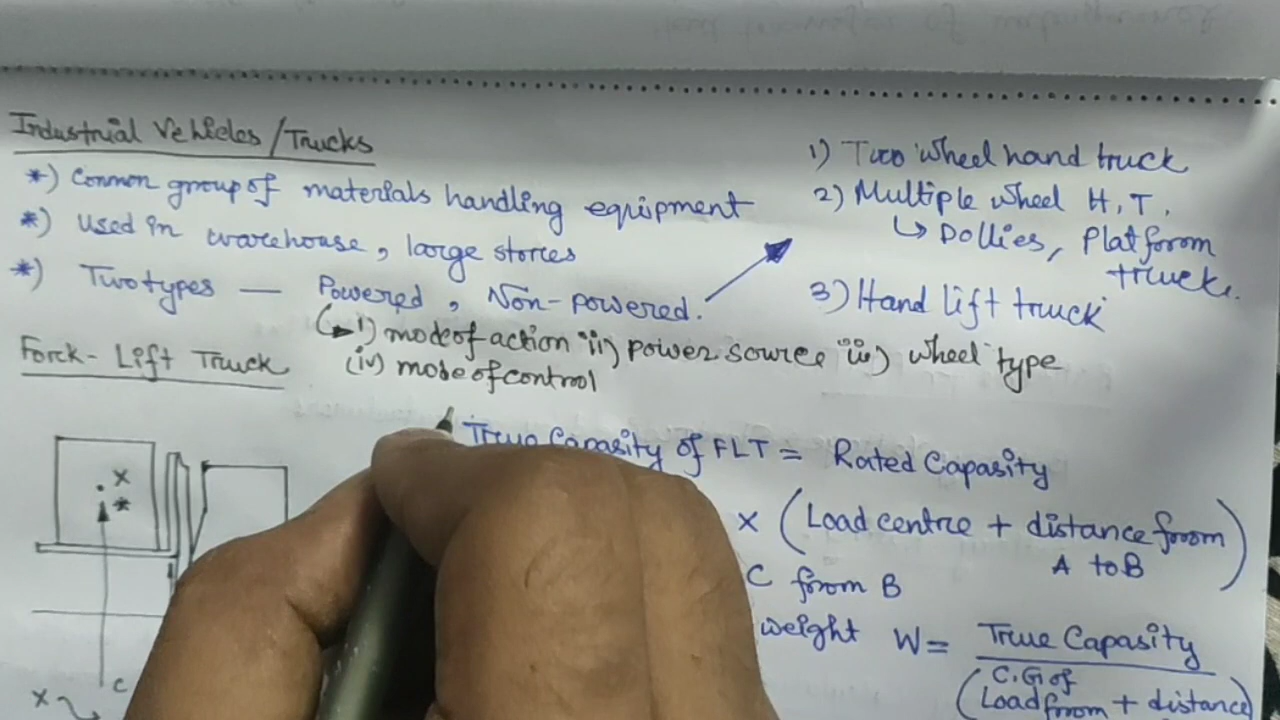 Industrial Vehicles/Trucks
*) Common group of materials handling equipment
*) used in warehouse, large stores
*) Two types — Powered, Non-powered.
1) Two wheel hand truck
2) Multiple wheel H.T.
↳ Dollies, Platform
truck.
3) Hand lift truck
(→ i) mode of action ii) power source iii) wheel type
(iv) mode of control
Forck-Lift Truck
True Capasity of FLT = Rated Capasity
× (Load centre + distance from
A to B)
C from B
weight W = True Capasity
(C.G of
Load from + distance)
X
*
X
C